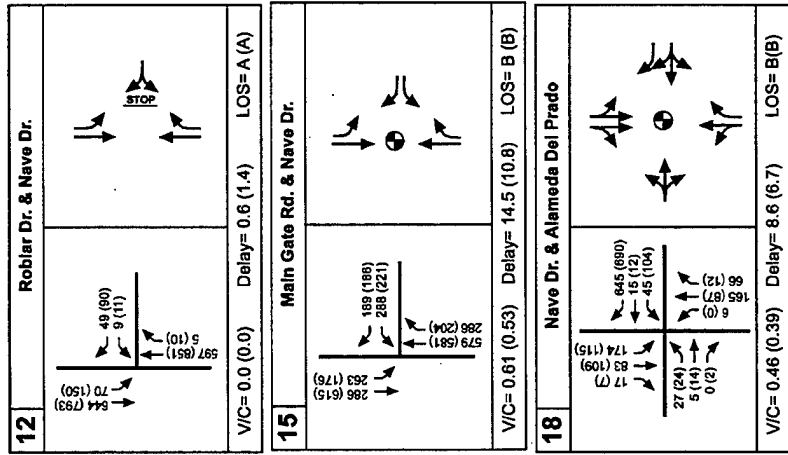 12
Roblar Dr. & Nave Dr.
644 (793)
70 (150)
49 (90)
9 (11)
5 (10)
597 (851)
STOP
V/C= 0.0 (0.0)
Delay= 0.6 (1.4)
LOS= A (A)
15
Main Gate Rd. & Nave Dr.
286 (615)
263 (176)
189 (186)
288 (221)
286 (204)
579 (581)
V/C= 0.61 (0.53)
Delay= 14.5 (10.8)
LOS= B (B)
18
Nave Dr. & Alameda Del Prado
17 (7)
83 (109)
174 (115)
645 (690)
15 (12)
45 (104)
27 (24)
5 (14)
0 (2)
6 (0)
165 (87)
66 (12)
V/C= 0.46 (0.39)
Delay= 8.6 (6.7)
LOS= B(B)